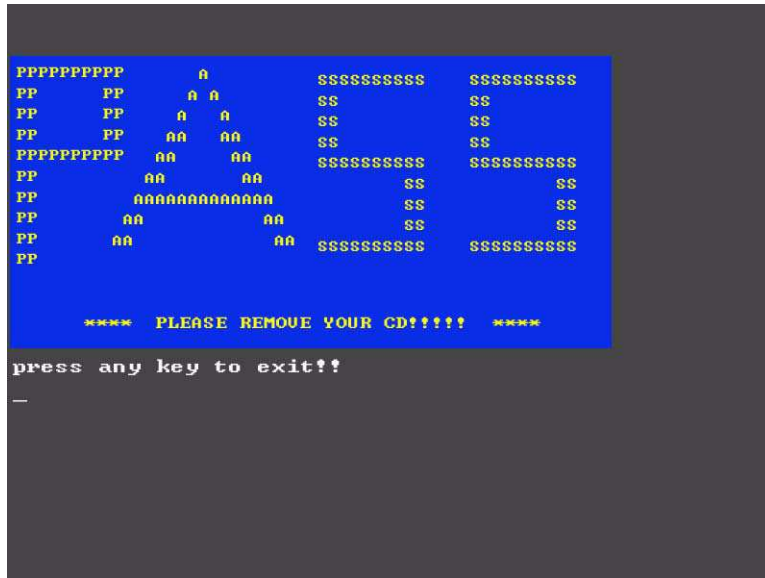 PPPPPPPPPP A SSSSSSSSSS SSSSSSSSSS
PP PP A A SS SS
PP PP A A SS SS
PP PP AA AA SS SS
PPPPPPPPPP AA AA SSSSSSSSSS SSSSSSSSSS
PP AA AA SS SS
PP AAAAAAAAAAAAA SS SS
PP AA AA SS SS
PP AA AA SSSSSSSSSS SSSSSSSSSS
PP
**** PLEASE REMOVE YOUR CD!!!!! ****
press any key to exit!!
_